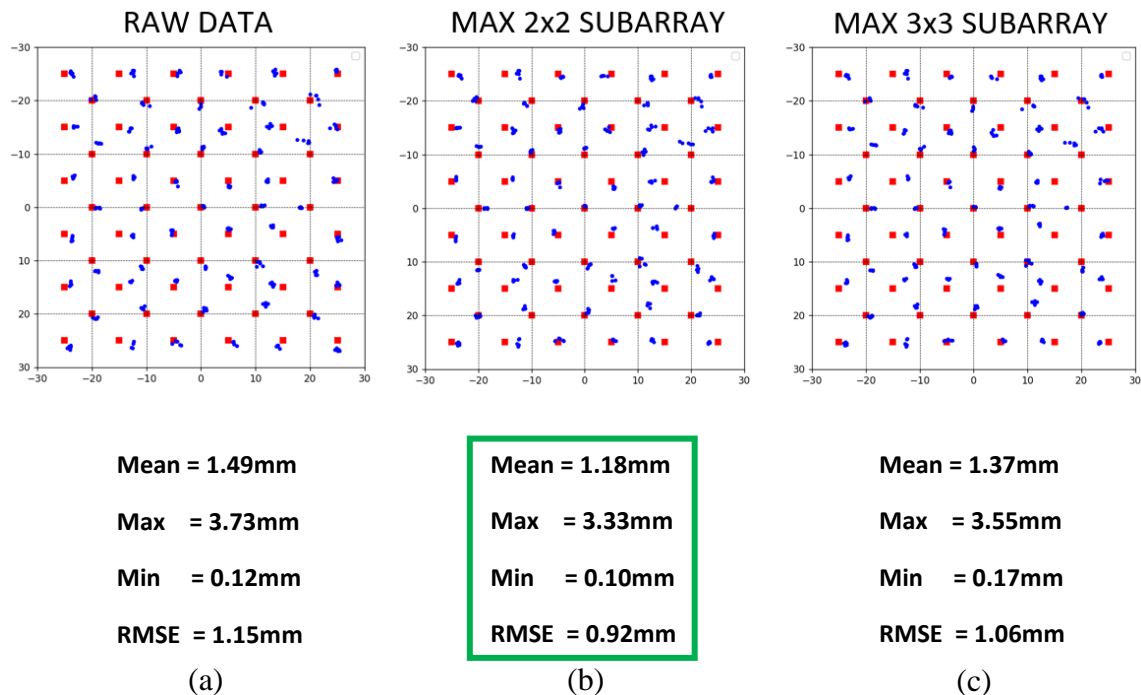 RAW DATA
MAX 2x2 SUBARRAY
MAX 3x3 SUBARRAY
−30
−20
−10
0
10
20
30
−30 −20 −10 0 10 20 30
−30
−20
−10
0
10
20
30
−30 −20 −10 0 10 20 30
−30
−20
−10
0
10
20
30
−30 −20 −10 0 10 20 30
Mean = 1.49mm
Max = 3.73mm
Min = 0.12mm
RMSE = 1.15mm
(a)
Mean = 1.18mm
Max = 3.33mm
Min = 0.10mm
RMSE = 0.92mm
(b)
Mean = 1.37mm
Max = 3.55mm
Min = 0.17mm
RMSE = 1.06mm
(c)